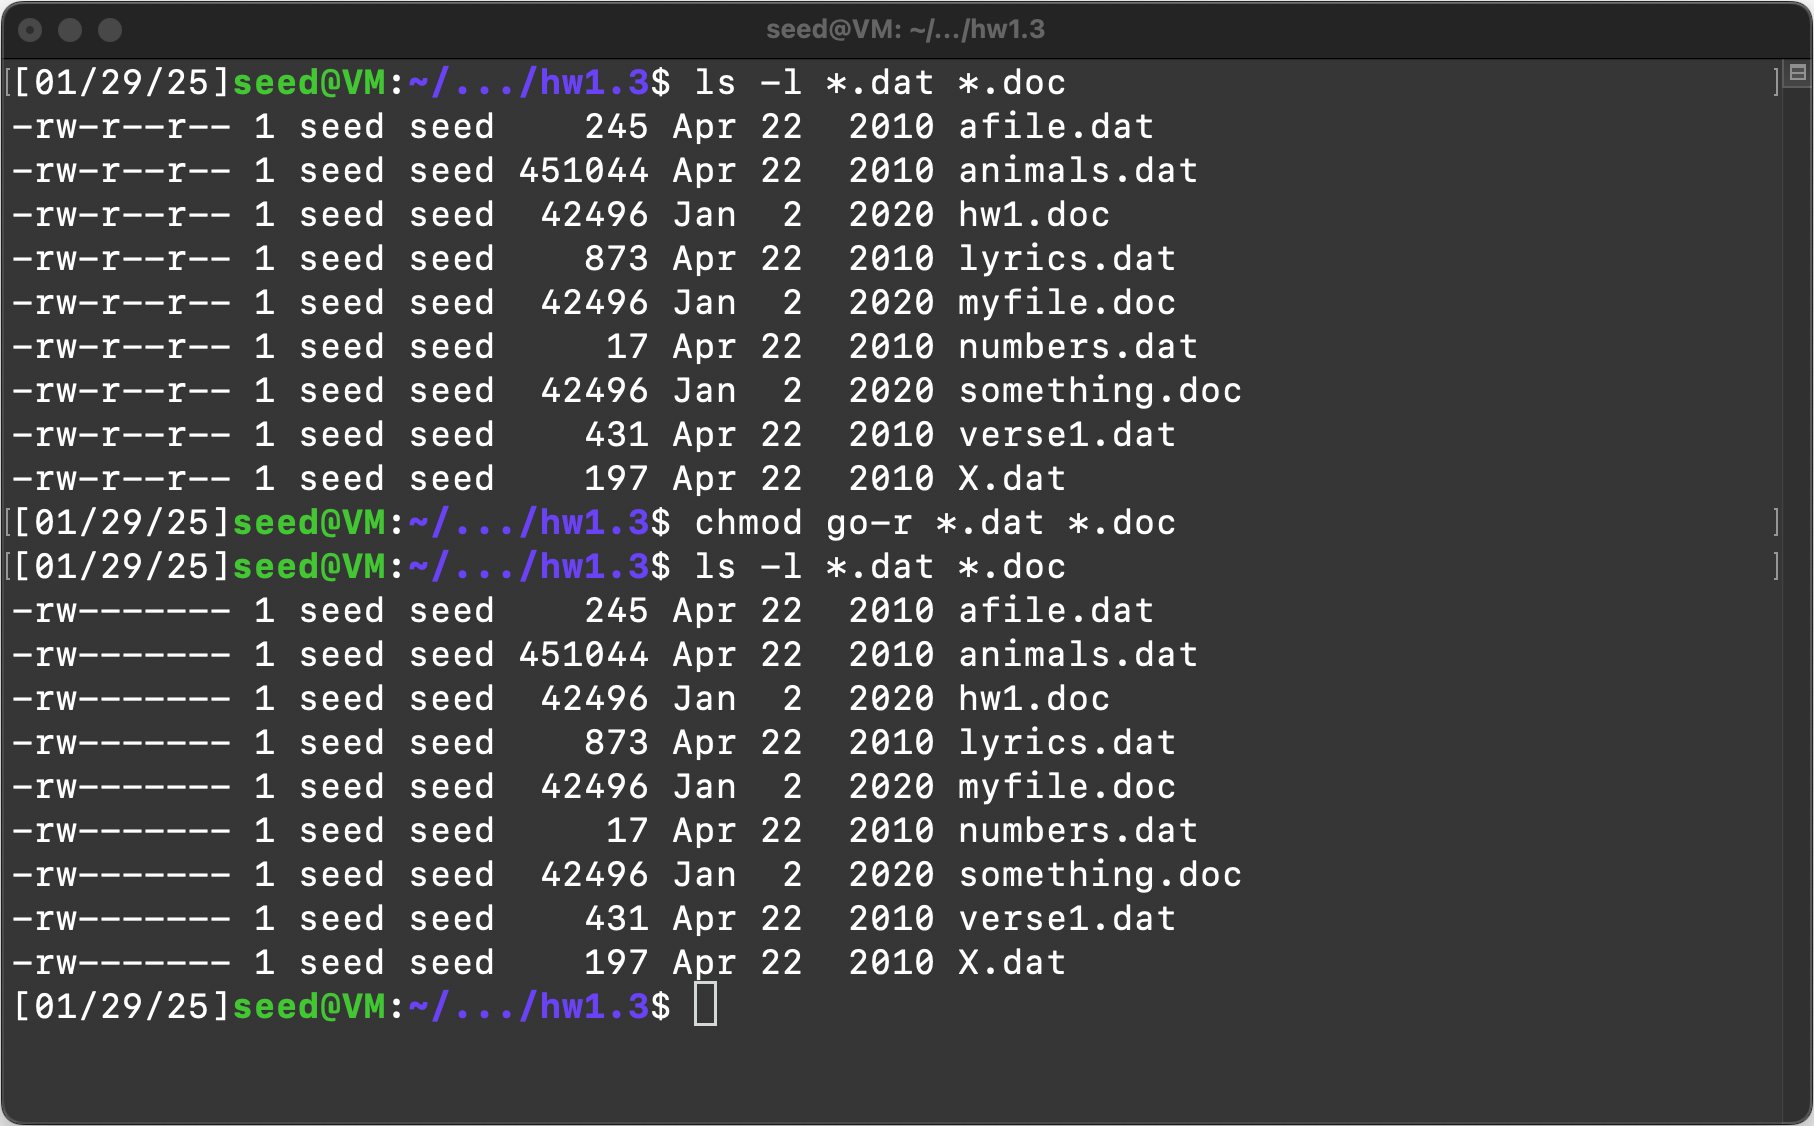 seed@VM: ~/.../hw1.3
[[01/29/25]seed@VM:~/.../hw1.3$ ls -l *.dat *.doc ]
-rw-r--r-- 1 seed seed    245 Apr 22  2010 afile.dat
-rw-r--r-- 1 seed seed 451044 Apr 22  2010 animals.dat
-rw-r--r-- 1 seed seed  42496 Jan  2  2020 hw1.doc
-rw-r--r-- 1 seed seed    873 Apr 22  2010 lyrics.dat
-rw-r--r-- 1 seed seed  42496 Jan  2  2020 myfile.doc
-rw-r--r-- 1 seed seed     17 Apr 22  2010 numbers.dat
-rw-r--r-- 1 seed seed  42496 Jan  2  2020 something.doc
-rw-r--r-- 1 seed seed    431 Apr 22  2010 verse1.dat
-rw-r--r-- 1 seed seed    197 Apr 22  2010 X.dat
[[01/29/25]seed@VM:~/.../hw1.3$ chmod go-r *.dat *.doc ]
[[01/29/25]seed@VM:~/.../hw1.3$ ls -l *.dat *.doc ]
-rw------- 1 seed seed    245 Apr 22  2010 afile.dat
-rw------- 1 seed seed 451044 Apr 22  2010 animals.dat
-rw------- 1 seed seed  42496 Jan  2  2020 hw1.doc
-rw------- 1 seed seed    873 Apr 22  2010 lyrics.dat
-rw------- 1 seed seed  42496 Jan  2  2020 myfile.doc
-rw------- 1 seed seed     17 Apr 22  2010 numbers.dat
-rw------- 1 seed seed  42496 Jan  2  2020 something.doc
-rw------- 1 seed seed    431 Apr 22  2010 verse1.dat
-rw------- 1 seed seed    197 Apr 22  2010 X.dat
[01/29/25]seed@VM:~/.../hw1.3$